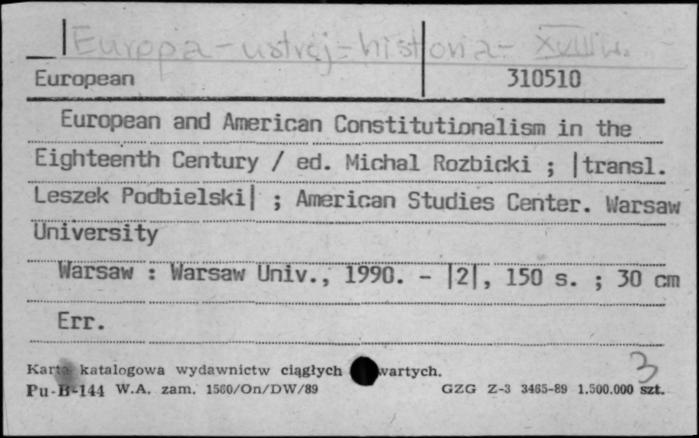 Europa - ustrój - historia - XVIII w.
European 310510
European and American Constitutionalism in the
Eighteenth Century / ed. Michal Rozbicki ; |transl.
Leszek Podbielski| ; American Studies Center. Warsaw
University
Warsaw : Warsaw Univ., 1990. - |2|, 150 s. ; 30 cm
Err.
3
Karta katalogowa wydawnictw ciągłych wartych.
Pu-B-144 W.A. zam. 1560/On/DW/89 GZG Z-3 3465-89 1.500.000 szt.